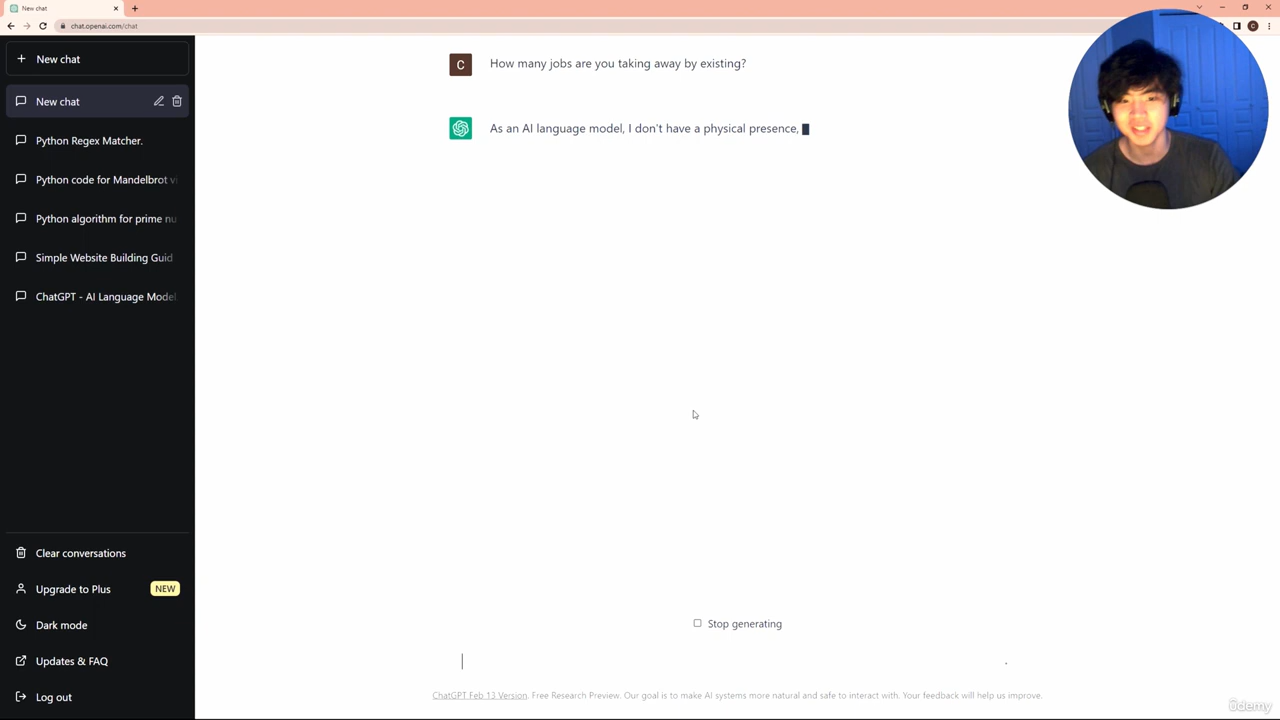 New chat
chat.openai.com/chat
C
New chat
New chat
Python Regex Matcher.
Python code for Mandelbrot vi
Python algorithm for prime nu
Simple Website Building Guid
ChatGPT - AI Language Model
Clear conversations
Upgrade to Plus NEW
Dark mode
Updates & FAQ
Log out
C How many jobs are you taking away by existing?
As an AI language model, I don't have a physical presence,
Stop generating
ChatGPT Feb 13 Version. Free Research Preview. Our goal is to make AI systems more natural and safe to interact with. Your feedback will help us improve.
ûdemy